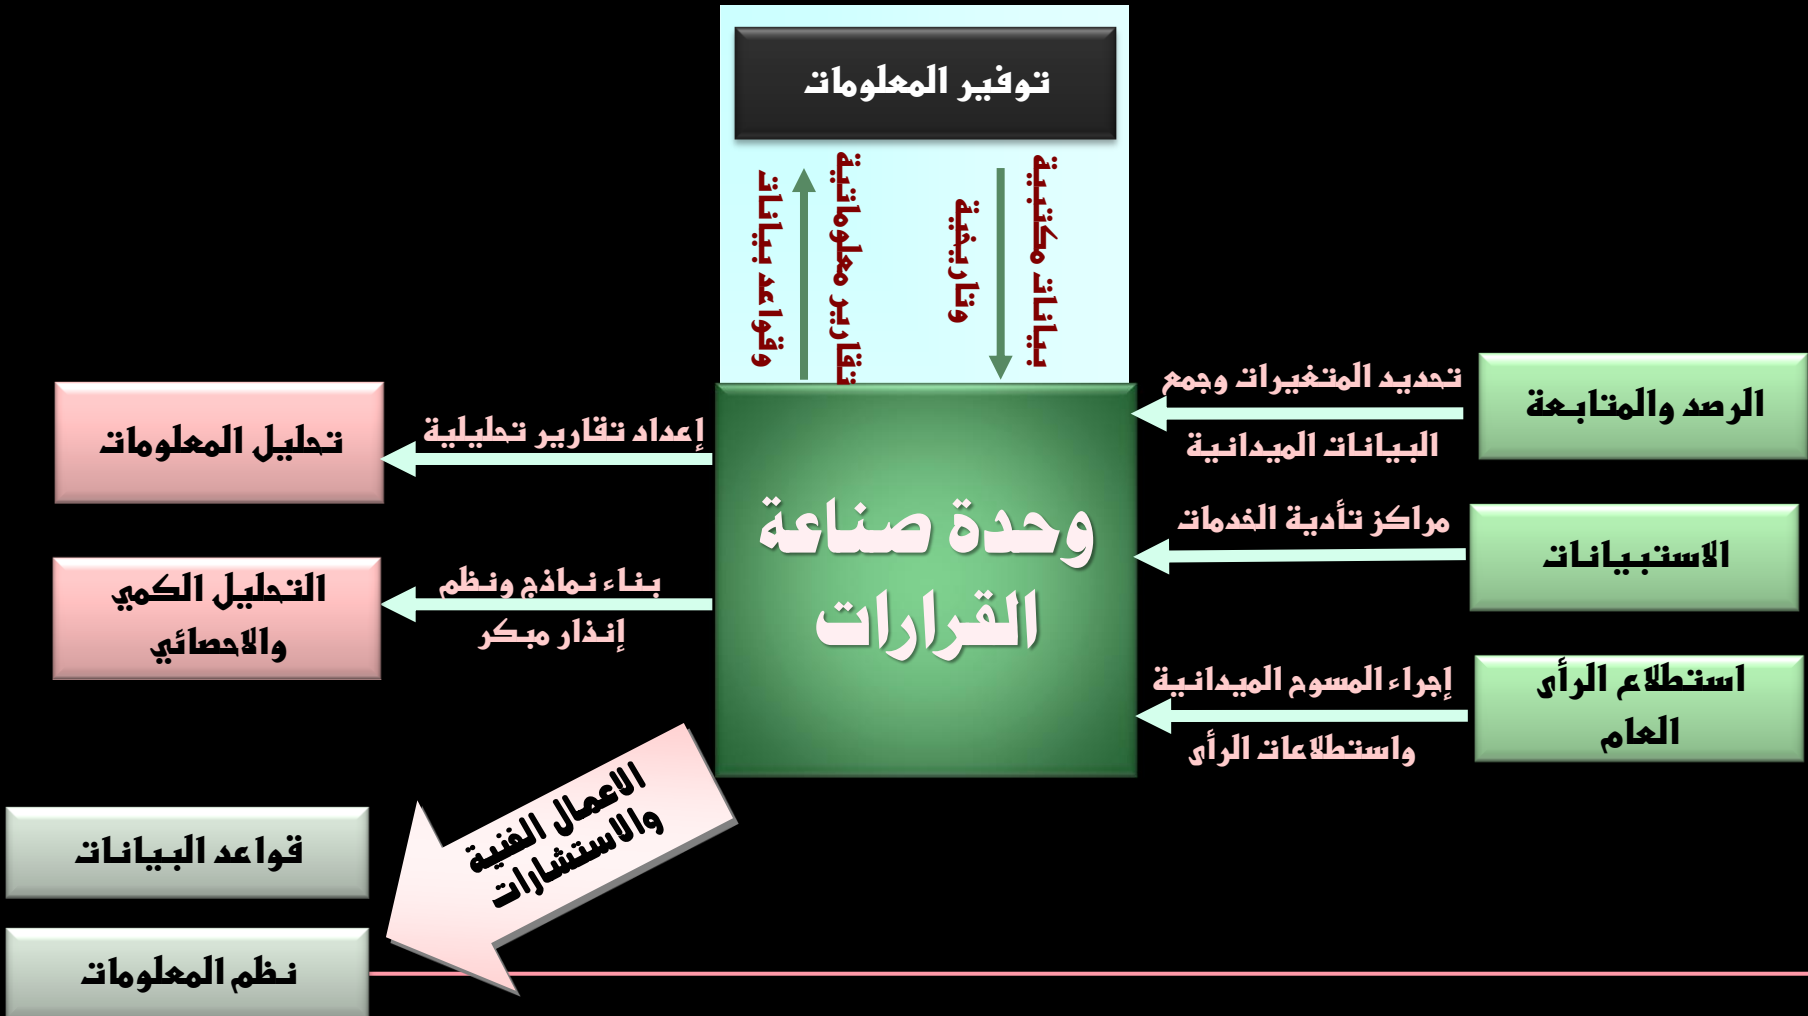 توفير المعلومات
بيانات مكتبية
وتاريخية
تقارير معلوماتية
وقواعد بيانات
الرصد والمتابعة
تحديد المتغيرات وجمع
البيانات الميدانية
الاستبيانات
مراكز تأدية الخدمات
استطلاع الرأى
العام
إجراء المسوح الميدانية
واستطلاعات الرأى
وحدة صناعة
القرارات
إعداد تقارير تحليلية
تحليل المعلومات
بناء نماذج ونظم
إنذار مبكر
التحليل الكمي
والاحصائي
الاعمال الفنية
والاستشارات
قواعد البيانات
نظم المعلومات